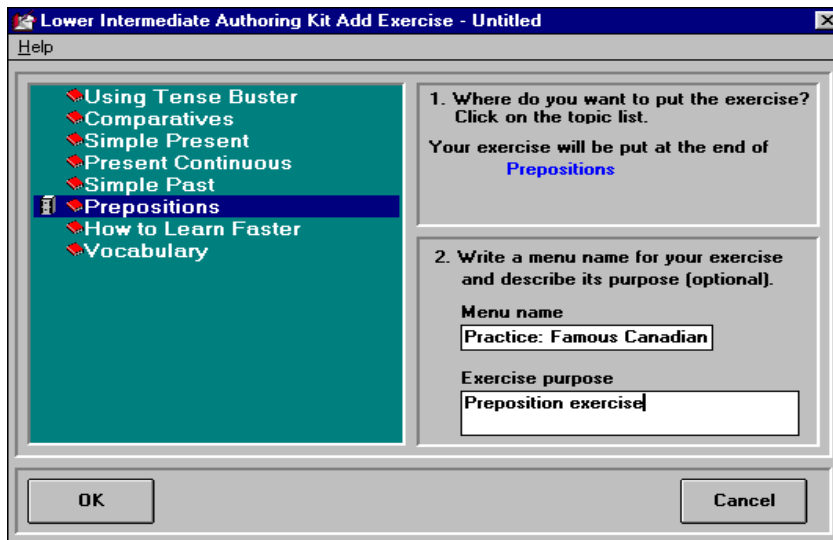 Lower Intermediate Authoring Kit Add Exercise - Untitled
Help
Using Tense Buster
Comparatives
Simple Present
Present Continuous
Simple Past
Prepositions
How to Learn Faster
Vocabulary
1. Where do you want to put the exercise?
Click on the topic list.
Your exercise will be put at the end of
Prepositions
2. Write a menu name for your exercise
and describe its purpose (optional).
Menu name
Practice: Famous Canadian
Exercise purpose
Preposition exercise
OK
Cancel